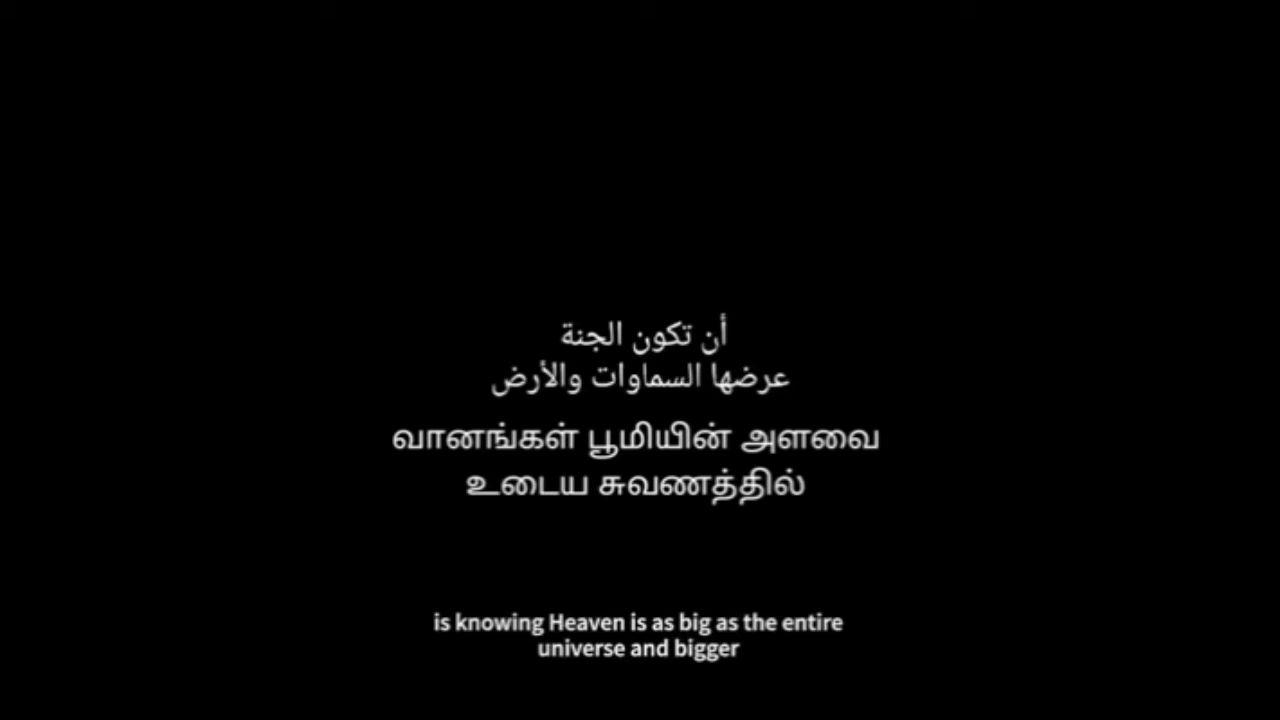 أن تكون الجنة
عرضها السماوات والأرض
வானங்கள் பூமியின் அளவை
உடைய சுவணத்தில்
is knowing Heaven is as big as the entire
universe and bigger